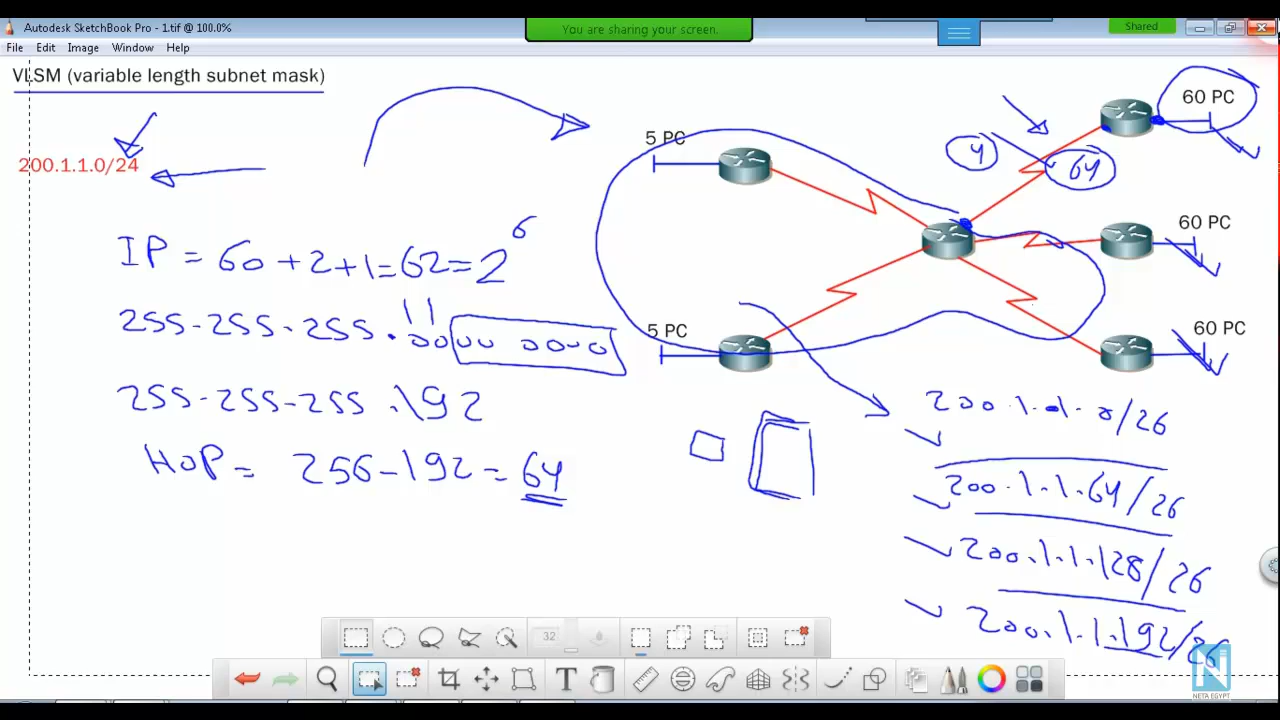 Autodesk SketchBook Pro - 1.tif @ 100.0%
You are sharing your screen.
Shared
File Edit Image Window Help
VLSM (variable length subnet mask)
200.1.1.0/24
5 PC
60 PC
4
64
60 PC
5 PC
60 PC
IP = 60 + 2 + 1 = 62 = 2^6
255-255-255.11000000 0000
255-255-255.192
HOP = 256-192 = 64
200.1.1.0/26
200.1.1.64/26
200.1.1.128/26
200.1.1.192/26
32
NETA EGYPT